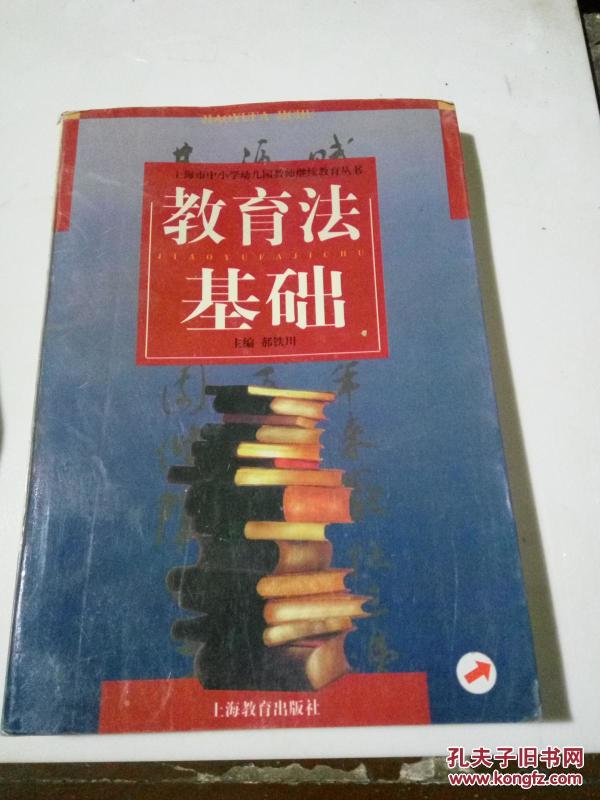 JIAOYUFA JICHU
上海市中小学幼儿园教师继续教育丛书
教育法
JIAOYUFAJICHU
基础
主编 郝铁川
上海教育出版社
孔夫子旧书网
www.kongfz.com